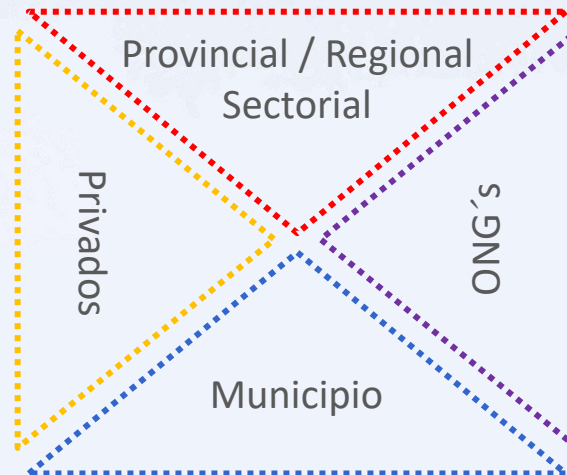 Provincial / Regional
Sectorial
Privados
ONG´s
Municipio